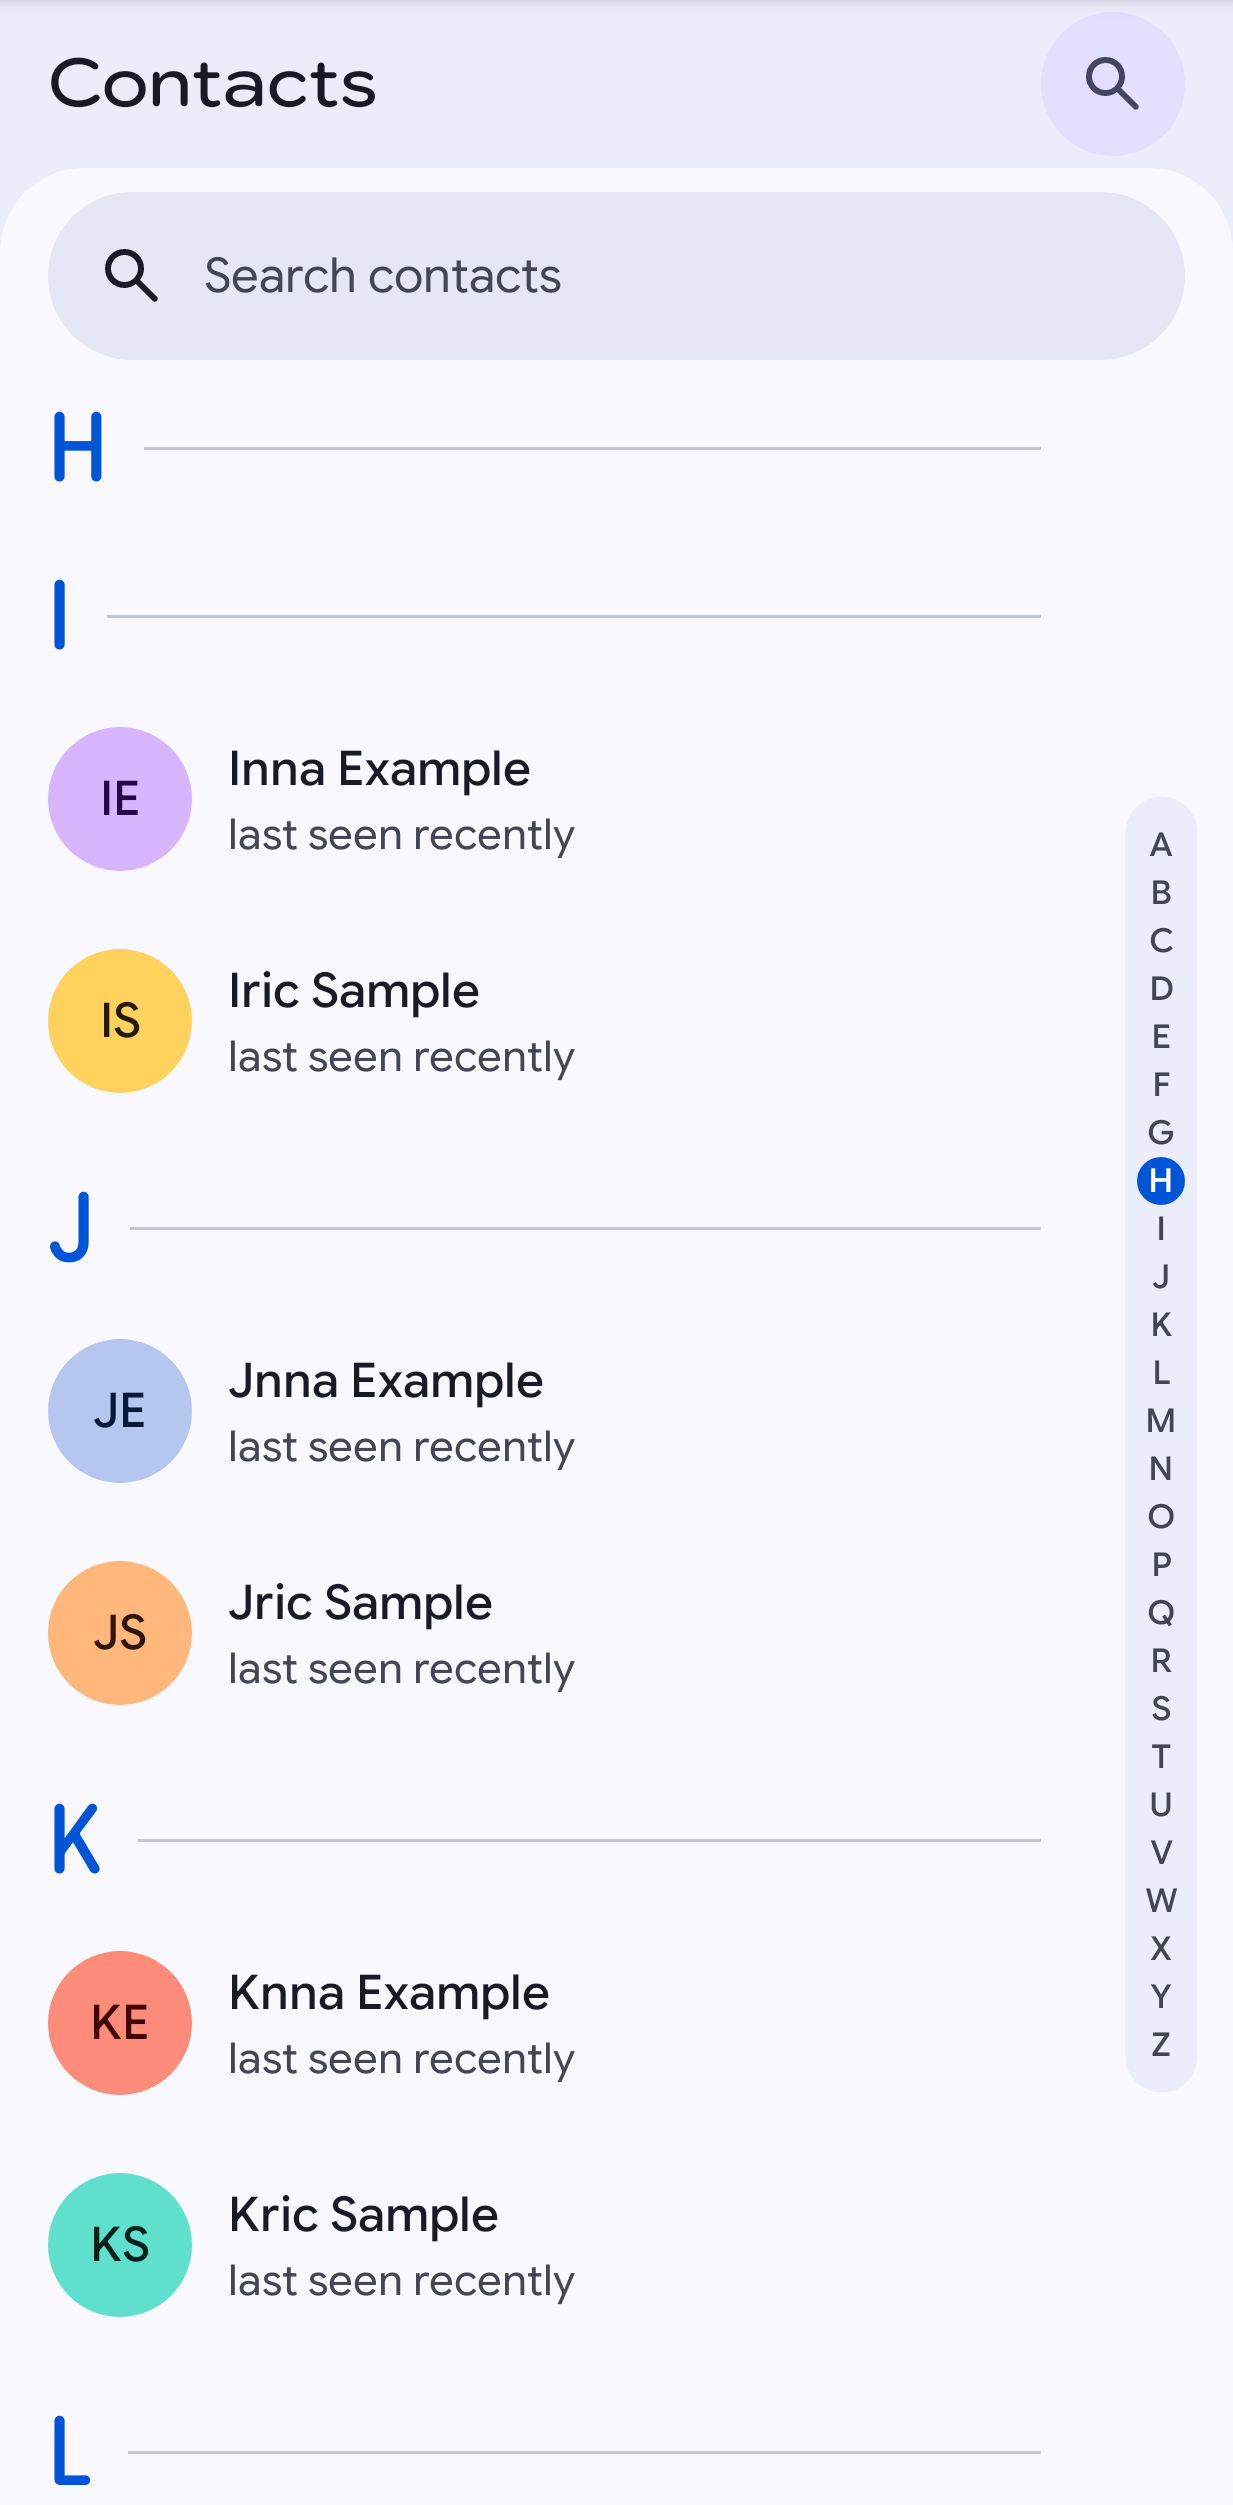 Contacts
Search contacts
H
I
IE
Inna Example
last seen recently
IS
Iric Sample
last seen recently
J
JE
Jnna Example
last seen recently
JS
Jric Sample
last seen recently
K
KE
Knna Example
last seen recently
KS
Kric Sample
last seen recently
L
A
B
C
D
E
F
G
H
I
J
K
L
M
N
O
P
Q
R
S
T
U
V
W
X
Y
Z